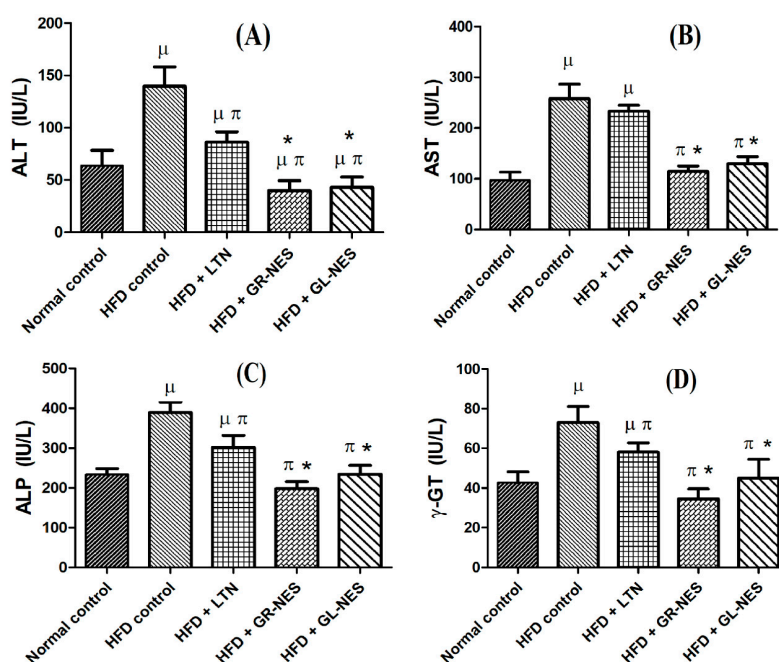 (A)
ALT (IU/L)
200
150
100
50
0
μ
μ π
*
μ π
*
μ π
Normal control
HFD control
HFD + LTN
HFD + GR-NES
HFD + GL-NES
(B)
AST (IU/L)
400
300
200
100
0
μ
μ
π *
π *
Normal control
HFD control
HFD + LTN
HFD + GR-NES
HFD + GL-NES
(C)
ALP (IU/L)
500
400
300
200
100
0
μ
μ π
π *
π *
Normal control
HFD control
HFD + LTN
HFD + GR-NES
HFD + GL-NES
(D)
γ-GT (IU/L)
80
60
40
20
0
μ
μ π
π *
π *
Normal control
HFD control
HFD + LTN
HFD + GR-NES
HFD + GL-NES